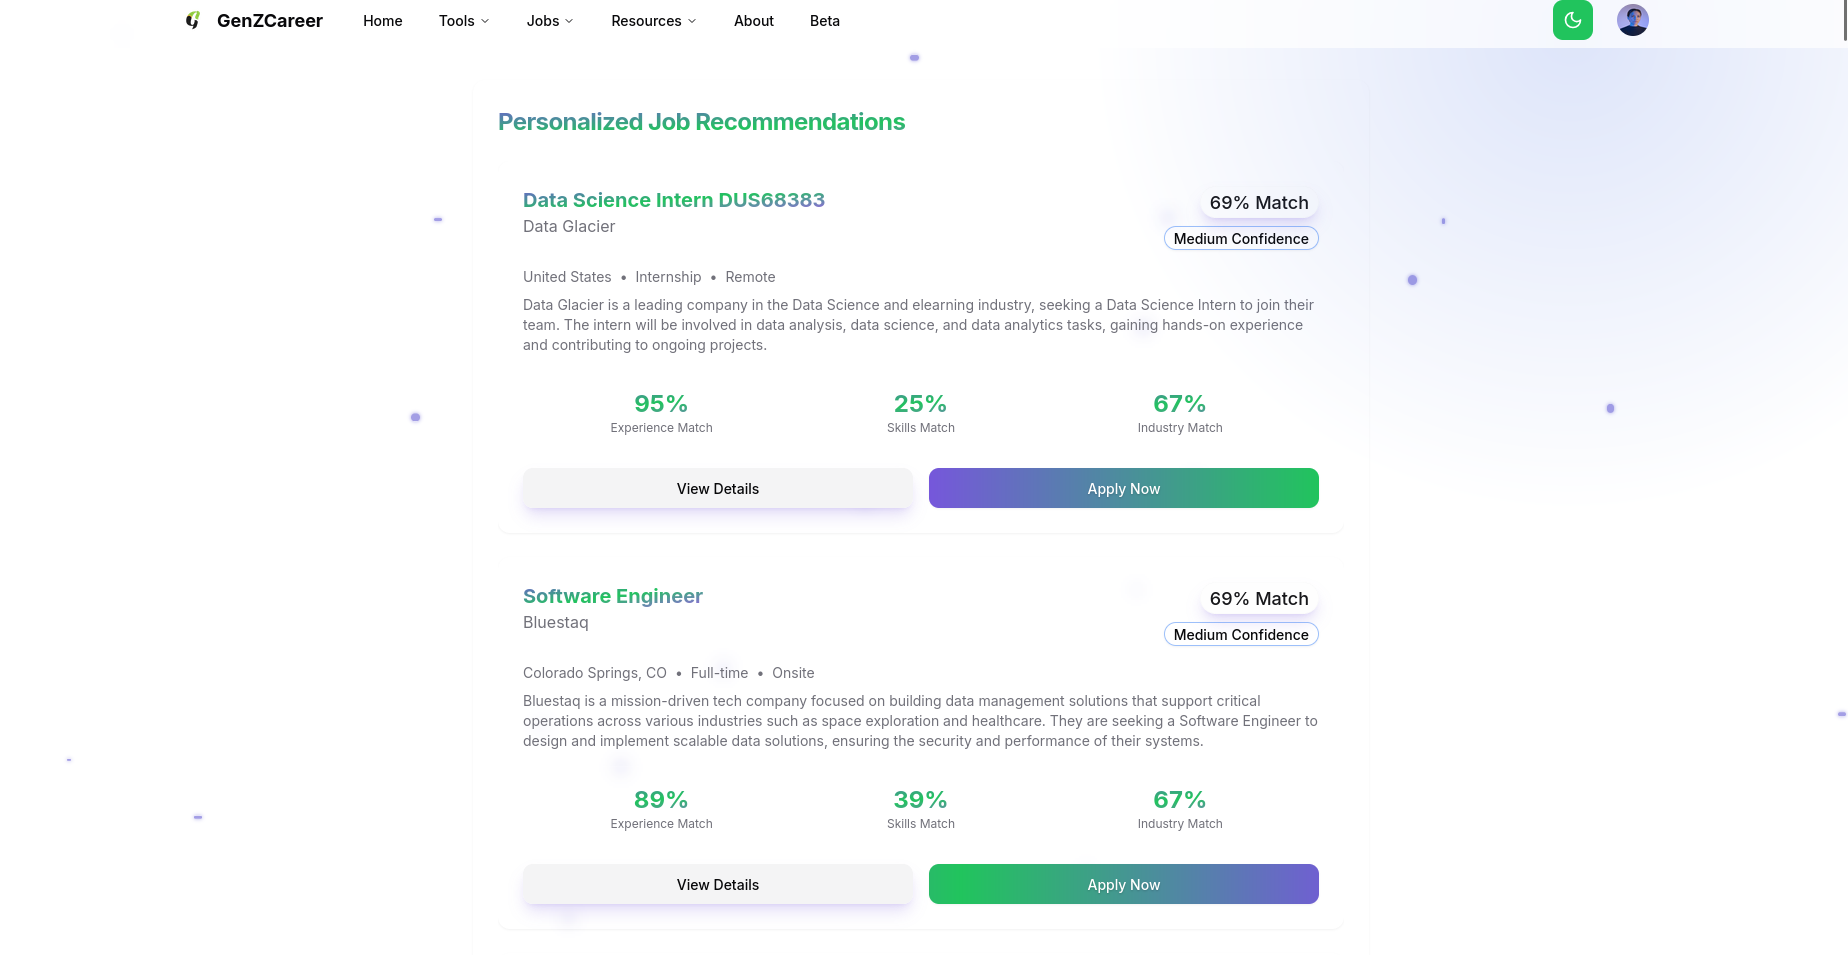 GenZCareer Home Tools Jobs Resources About Beta
Personalized Job Recommendations
Data Science Intern DUS68383
69% Match
Data Glacier
Medium Confidence
United States • Internship • Remote
Data Glacier is a leading company in the Data Science and elearning industry, seeking a Data Science Intern to join their
team. The intern will be involved in data analysis, data science, and data analytics tasks, gaining hands-on experience
and contributing to ongoing projects.
95% 25% 67%
Experience Match Skills Match Industry Match
View Details Apply Now
Software Engineer
69% Match
Bluestaq
Medium Confidence
Colorado Springs, CO • Full-time • Onsite
Bluestaq is a mission-driven tech company focused on building data management solutions that support critical
operations across various industries such as space exploration and healthcare. They are seeking a Software Engineer to
design and implement scalable data solutions, ensuring the security and performance of their systems.
89% 39% 67%
Experience Match Skills Match Industry Match
View Details Apply Now